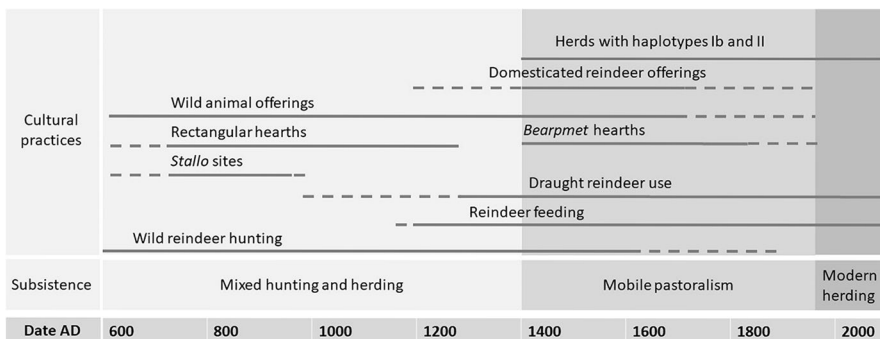 Herds with haplotypes Ib and II
Domesticated reindeer offerings
Wild animal offerings
Cultural
practices
Rectangular hearths
Bearpmet hearths
Stallo sites
Draught reindeer use
Reindeer feeding
Wild reindeer hunting
Subsistence
Mixed hunting and herding
Mobile pastoralism
Modern
herding
Date AD 600 800 1000 1200 1400 1600 1800 2000